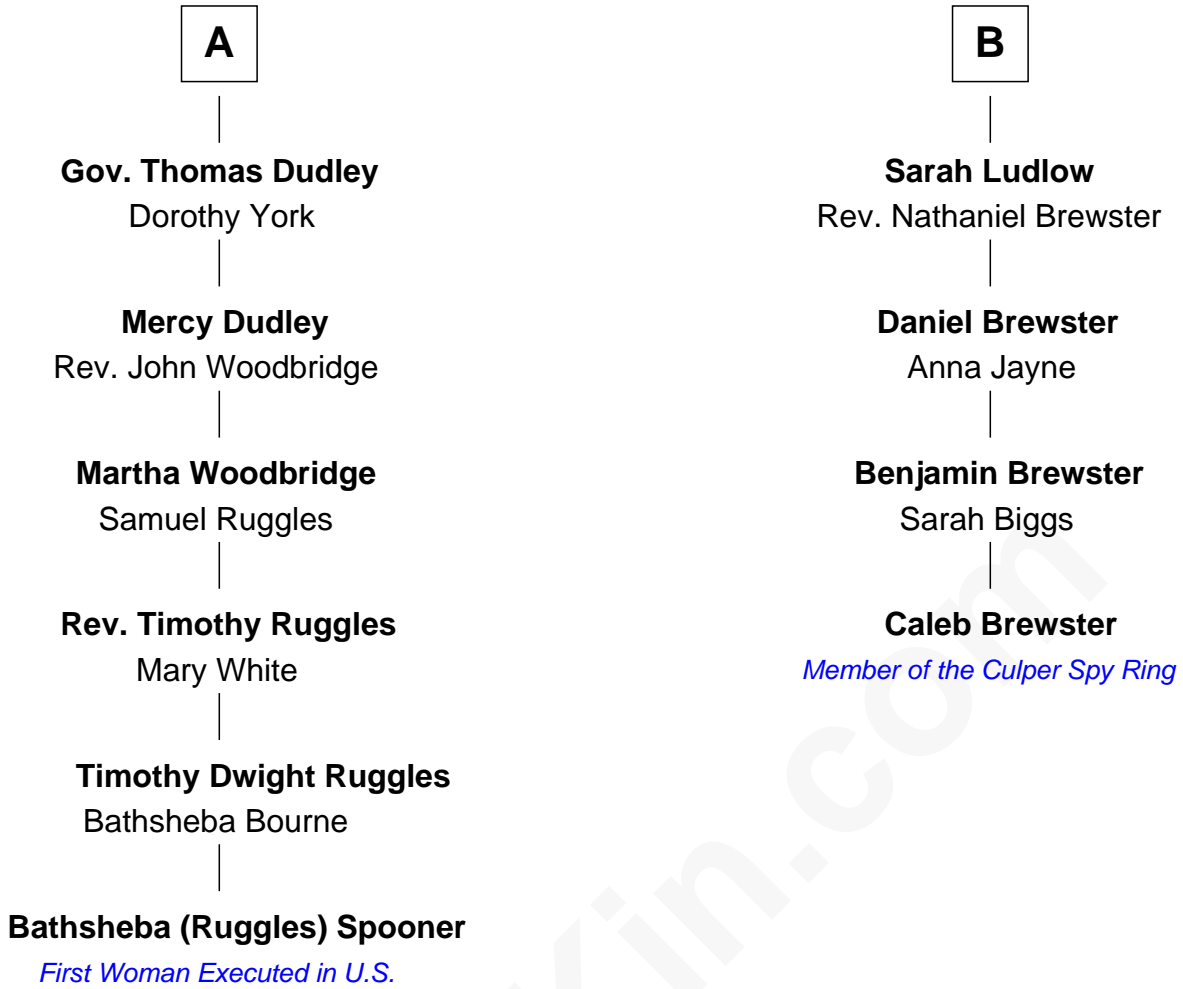 A
Gov. Thomas Dudley
Dorothy York
Mercy Dudley
Rev. John Woodbridge
Martha Woodbridge
Samuel Ruggles
Rev. Timothy Ruggles
Mary White
Timothy Dwight Ruggles
Bathsheba Bourne
Bathsheba (Ruggles) Spooner
First Woman Executed in U.S.
B
Sarah Ludlow
Rev. Nathaniel Brewster
Daniel Brewster
Anna Jayne
Benjamin Brewster
Sarah Biggs
Caleb Brewster
Member of the Culper Spy Ring
Kin.com